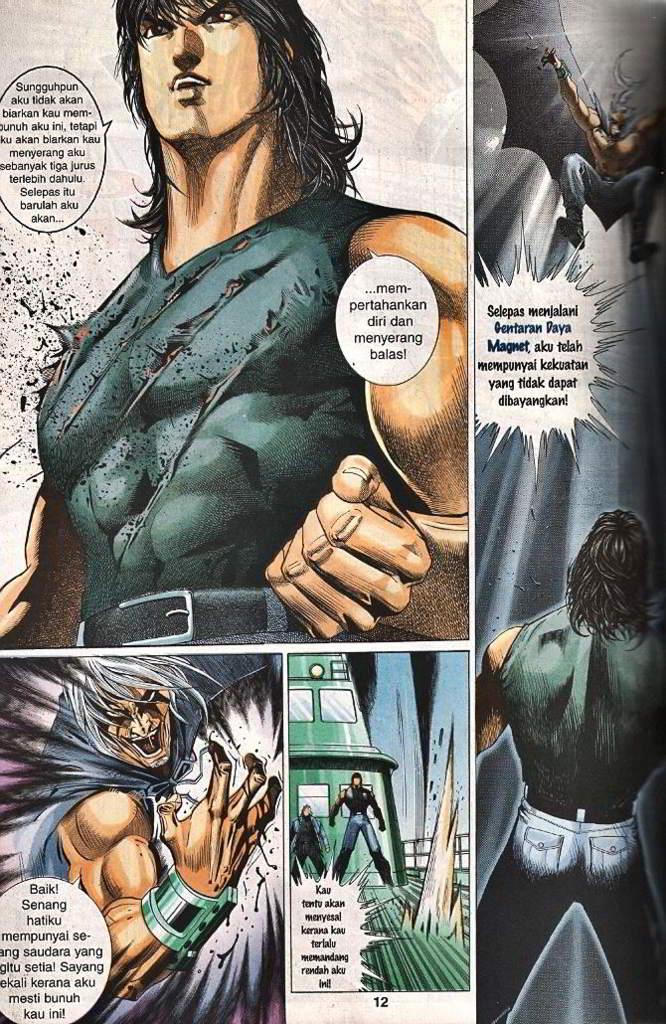 Sungguhpun
aku tidak akan
biarkan kau mem-
bunuh aku ini, tetapi
aku akan biarkan kau
menyerang aku
sebanyak tiga jurus
terlebih dahulu.
Selepas itu
barulah aku
akan...
...mem-
pertahankan
diri dan
menyerang
balas!
Selepas menjalani
Gentaran Daya
Magnet, aku telah
mempunyai kekuatan
yang tidak dapat
dibayangkan!
Baik!
Senang
hatiku
mempunyai se-
ang saudara yang
gitu setia! Sayang
ekali kerana aku
mesti bunuh
kau ini!
Kau
tentu akan
menyesal
kerana kau
terlalu
memandang
rendah aku
ini!
12